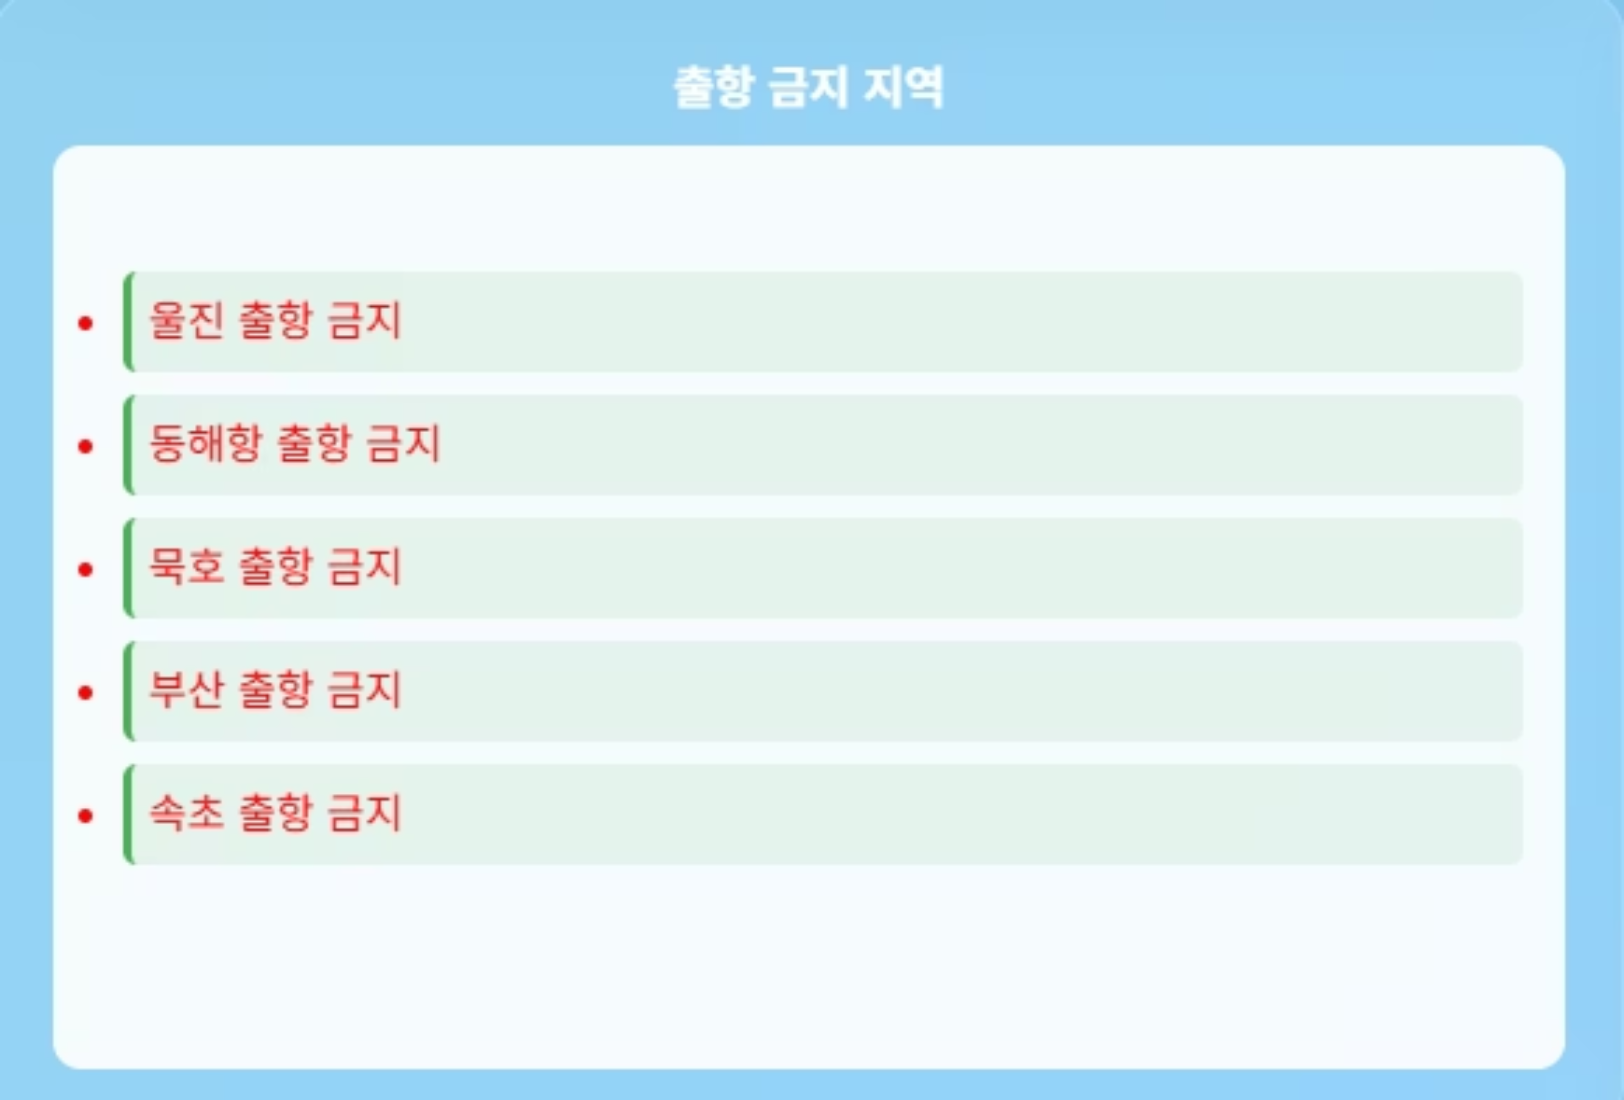 출항 금지 지역
울진 출항 금지
동해항 출항 금지
묵호 출항 금지
부산 출항 금지
속초 출항 금지